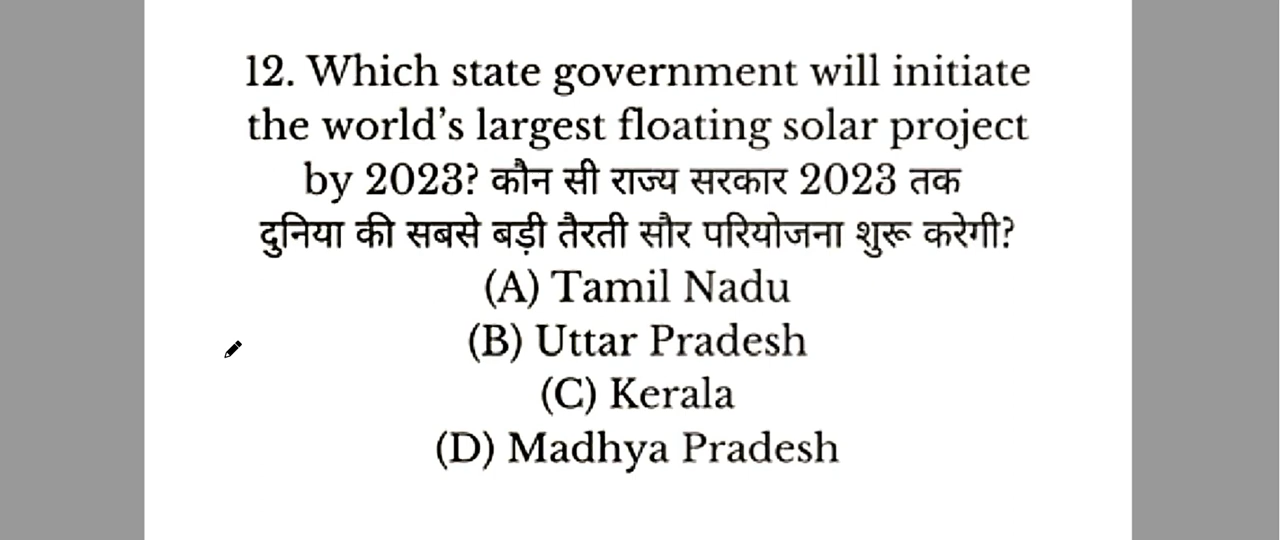 12. Which state government will initiate
the world’s largest floating solar project
by 2023? कौन सी राज्य सरकार 2023 तक
दुनिया की सबसे बड़ी तैरती सौर परियोजना शुरू करेगी?
(A) Tamil Nadu
(B) Uttar Pradesh
(C) Kerala
(D) Madhya Pradesh